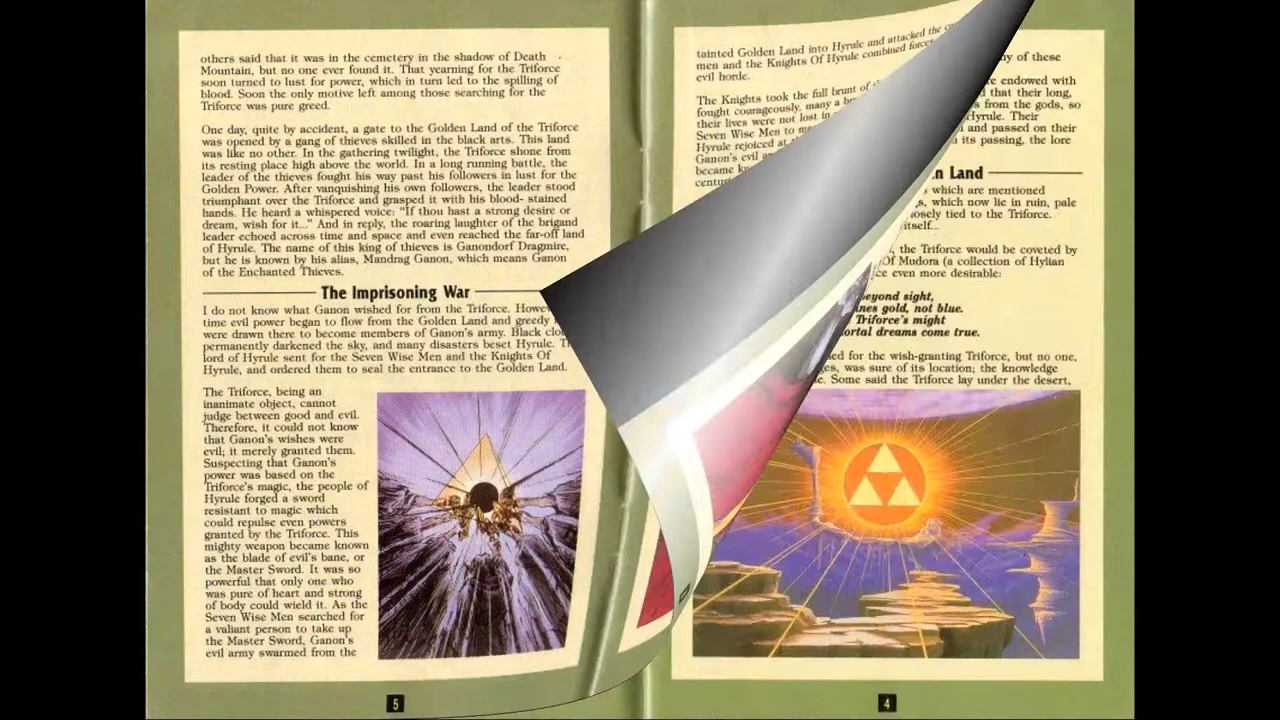 others said that it was in the cemetery in the shadow of Death
Mountain, but no one ever found it. That yearning for the Triforce
soon turned to lust for power, which in turn led to the spilling of
blood. Soon the only motive left among those searching for the
Triforce was pure greed.
One day, quite by accident, a gate to the Golden Land of the Triforce
was opened by a gang of thieves skilled in the black arts. This land
was like no other. In the gathering twilight, the Triforce shone from
its resting place high above the world. In a long running battle, the
leader of the thieves fought his way past his followers in lust for the
Golden Power. After vanquishing his own followers, the leader stood
triumphant over the Triforce and grasped it with his blood- stained
hands. He heard a whispered voice: "If thou hast a strong desire or
dream, wish for it..." And in reply, the roaring laughter of the brigand
leader echoed across time and space and even reached the far-off land
of Hyrule. The name of this king of thieves is Ganondorf Dragmire,
but he is known by his alias, Mandrag Ganon, which means Ganon
of the Enchanted Thieves.
The Imprisoning War
I do not know what Ganon wished for from the Triforce.
time evil power began to flow from the Golden Land and greedy
were drawn there to become members of Ganon's army. Black
permanently darkened the sky, and many disasters beset Hyrule.
lord of Hyrule sent for the Seven Wise Men and the Knights Of
Hyrule, and ordered them to seal the entrance to the Golden Land.
The Triforce, being an
inanimate object, cannot
judge between good and evil.
Therefore, it could not know
that Ganon's wishes were
evil; it merely granted them.
Suspecting that Ganon's
power was based on the
Triforce's magic, the people of
Hyrule forged a sword
resistant to magic which
could repulse even powers
granted by the Triforce. This
mighty weapon became known
as the blade of evil's bane, or
the Master Sword. It was so
powerful that only one who
was pure of heart and strong
of body could wield it. As the
Seven Wise Men searched for
a valiant person to take up
the Master Sword, Ganon's
evil army swarmed from the
5
tainted Golden Land into Hyrule and attacked the
men and the Knights Of Hyrule combined forces
evil horde.
The Knights took the full brunt of
fought courageously, many a
their lives were not lost in
Seven Wise Men to
Hyrule rejoiced at
Ganon's evil
became
of these
endowed with
that their long,
from the gods, so
Hyrule. Their
and passed on their
its passing, the lore
Land
which are mentioned
which now lie in ruin, pale
closely tied to the Triforce.
itself...
the Triforce would be coveted by
Of Mudora (a collection of Hylian
even more desirable:
beyond sight,
gold, not blue.
Triforce's might
mortal dreams come true.
for the wish-granting Triforce, but no one,
was sure of its location; the knowledge
Some said the Triforce lay under the desert,
4